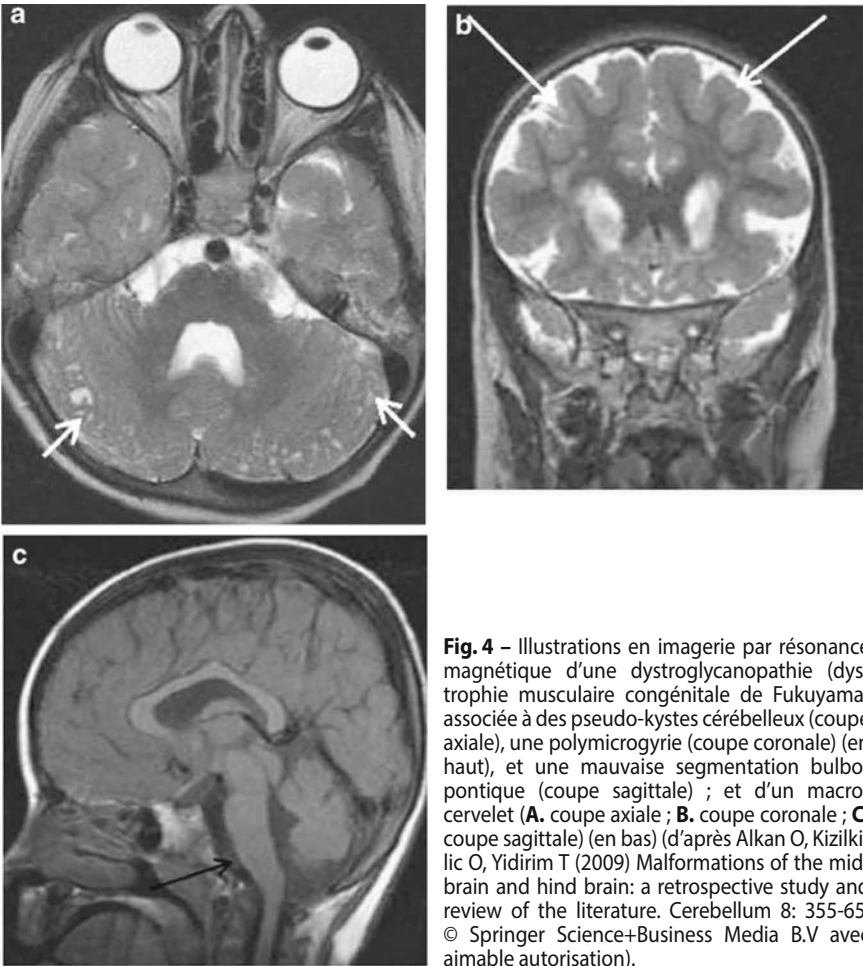 a
b
c
Fig. 4 – Illustrations en imagerie par résonance
magnétique d'une dystroglycanopathie (dys
trophie musculaire congénitale de Fukuyama
associée à des pseudo-kystes cérébelleux (coupe
axiale), une polymicrogyrie (coupe coronale) (en
haut), et une mauvaise segmentation bulbo
pontique (coupe sagittale) ; et d'un macro
cervelet (A. coupe axiale ; B. coupe coronale ; C
coupe sagittale) (en bas) (d'après Alkan O, Kizilki
lic O, Yidirim T (2009) Malformations of the mid
brain and hind brain: a retrospective study and
review of the literature. Cerebellum 8: 355-65
© Springer Science+Business Media B.V avec
aimable autorisation).